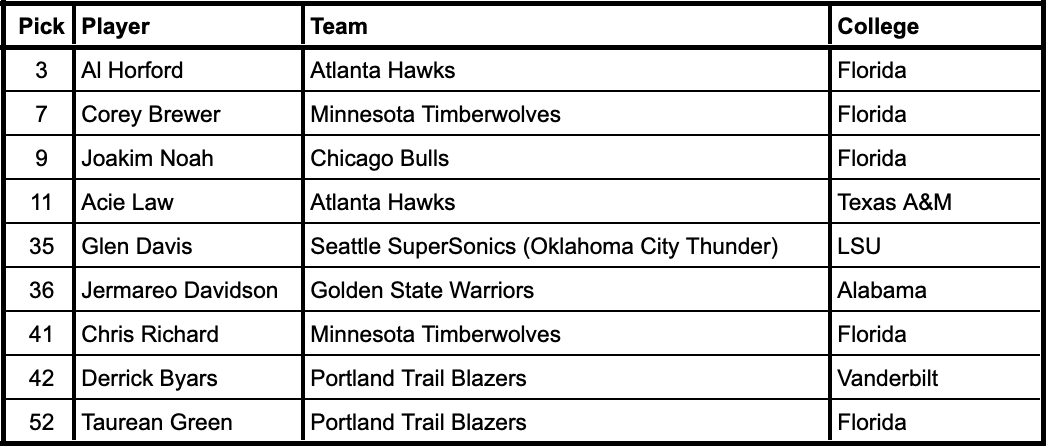 Pick Player Team College
3 Al Horford Atlanta Hawks Florida
7 Corey Brewer Minnesota Timberwolves Florida
9 Joakim Noah Chicago Bulls Florida
11 Acie Law Atlanta Hawks Texas A&M
35 Glen Davis Seattle SuperSonics (Oklahoma City Thunder) LSU
36 Jermareo Davidson Golden State Warriors Alabama
41 Chris Richard Minnesota Timberwolves Florida
42 Derrick Byars Portland Trail Blazers Vanderbilt
52 Taurean Green Portland Trail Blazers Florida